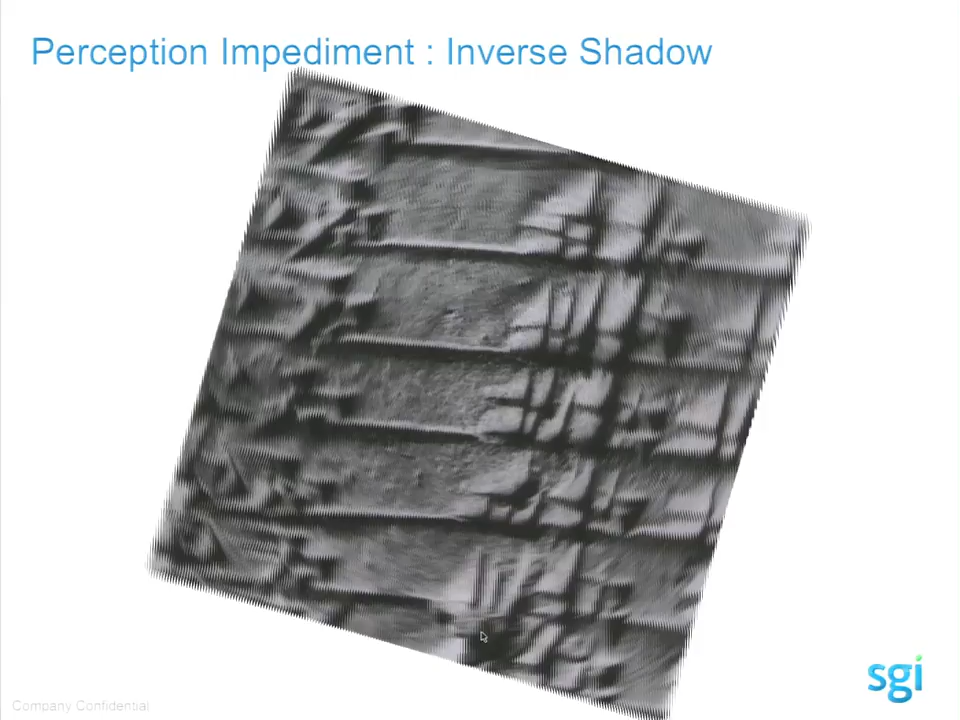 Perception Impediment : Inverse Shadow
sgi
Company Confidential